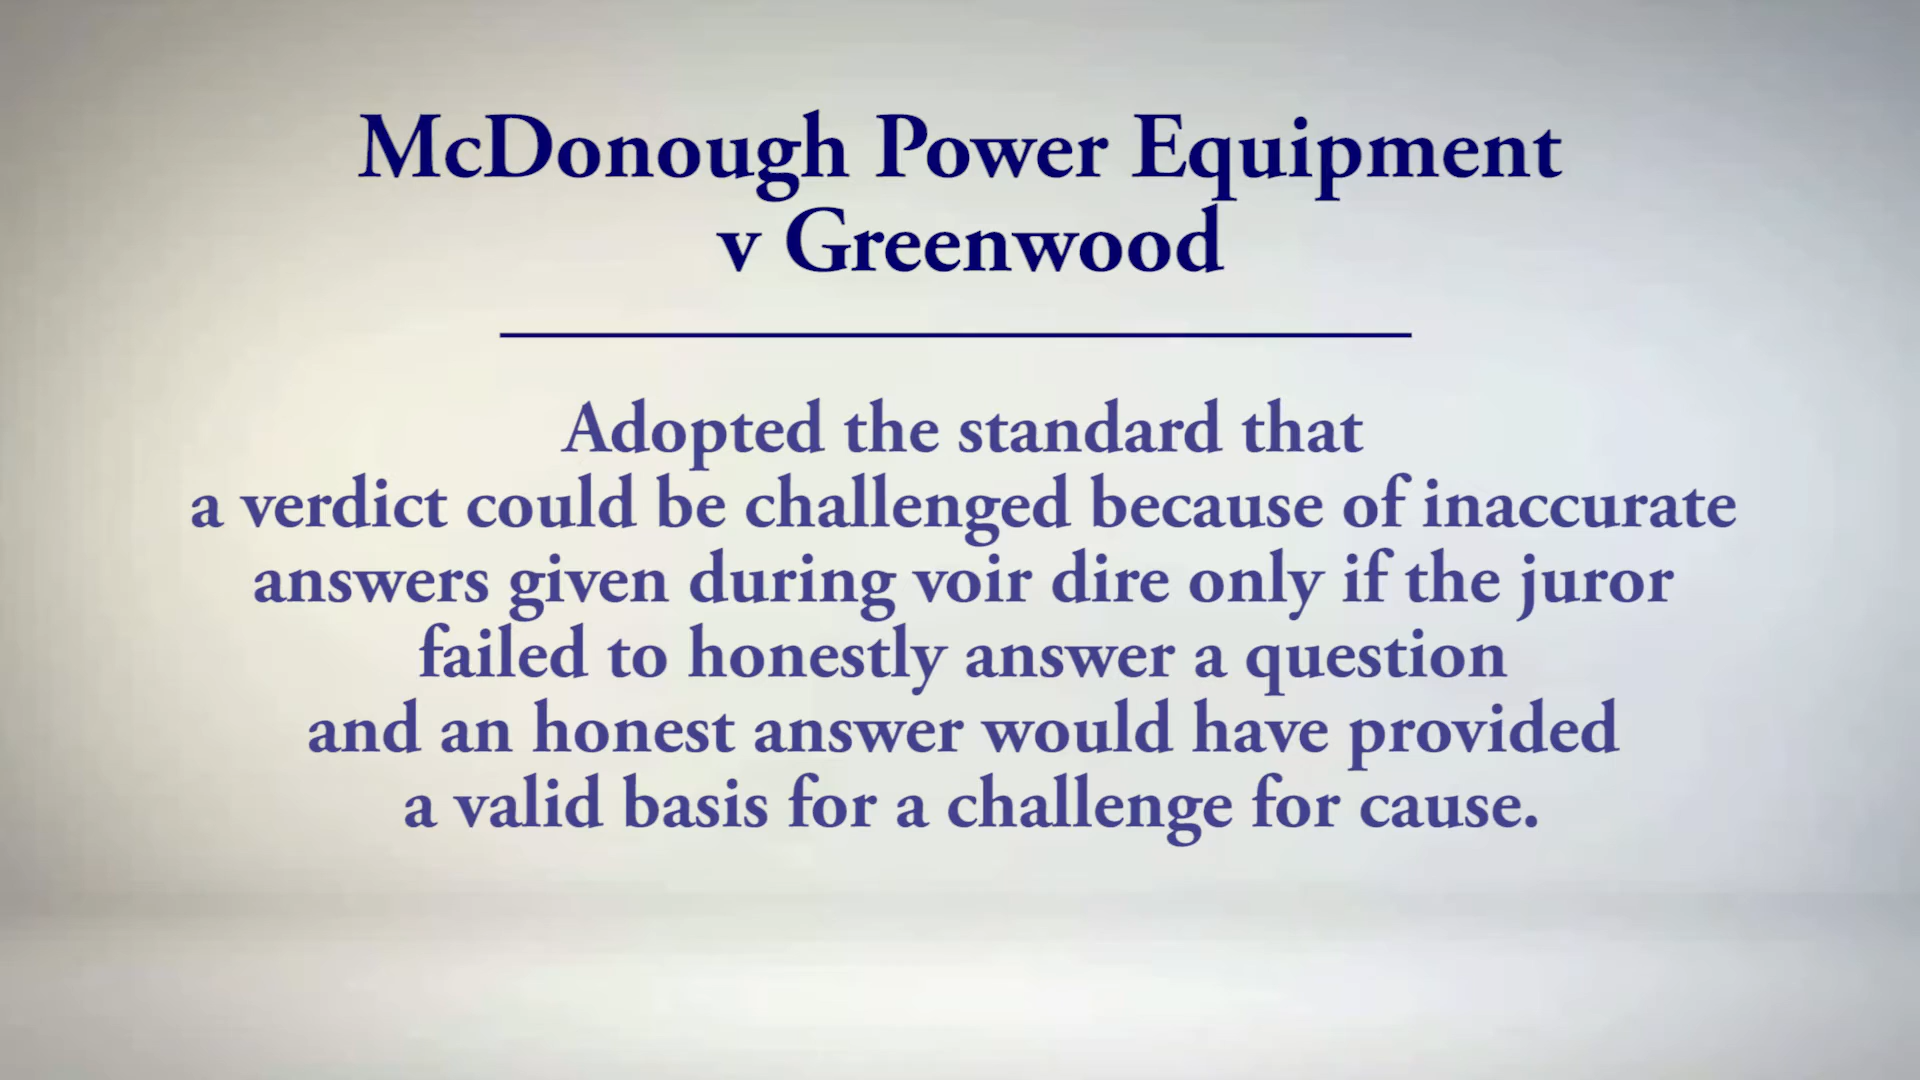 McDonough Power Equipment
v Greenwood
Adopted the standard that
a verdict could be challenged because of inaccurate
answers given during voir dire only if the juror
failed to honestly answer a question
and an honest answer would have provided
a valid basis for a challenge for cause.